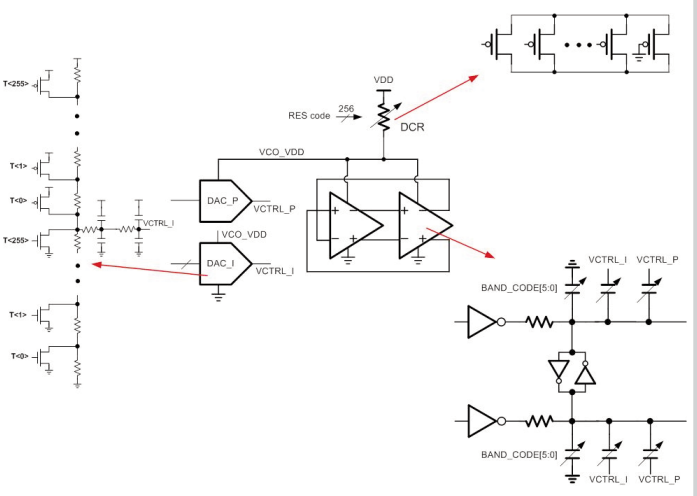 T<255>
T<1>
T<0>
T<255>
T<1>
T<0>
VCTRL_I
VDD
RES code
256
DCR
VCO_VDD
DAC_P
VCTRL_P
VCO_VDD
DAC_I
VCTRL_I
+ − − +
+ − − +
VCTRL_I VCTRL_P
BAND_CODE[5:0]
BAND_CODE[5:0]
VCTRL_I VCTRL_P